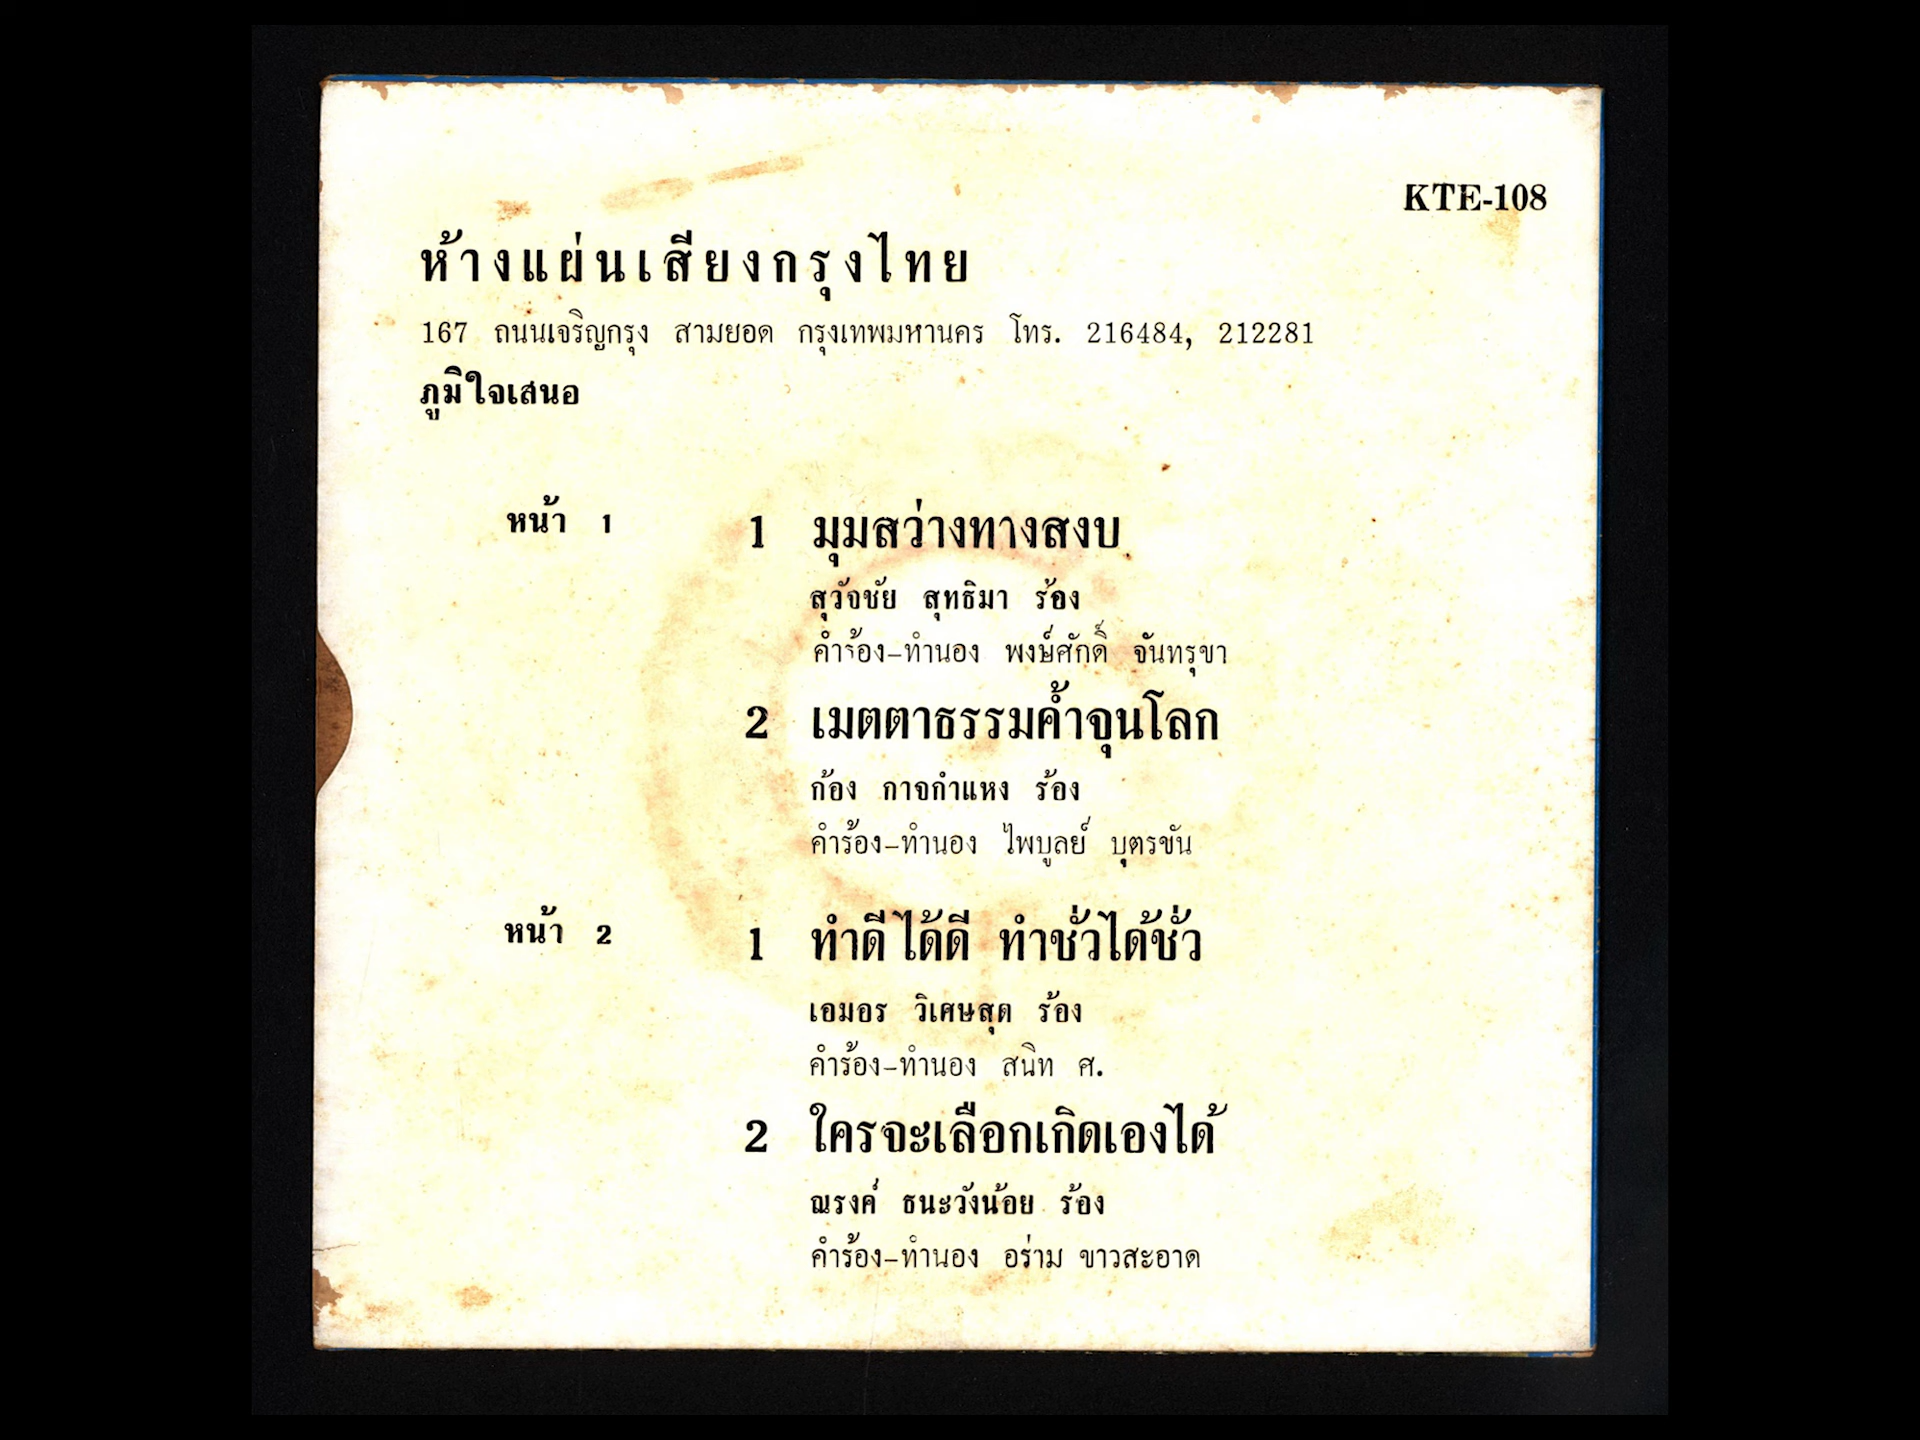 KTE-108
ห้างแผ่นเสียงกรุงไทย
167 ถนนเจริญกรุง สามยอด กรุงเทพมหานคร โทร. 216484, 212281
ภูมิใจเสนอ
หน้า 1 1 มุมสว่างทางสงบ
สุวัจชัย สุทธิมา ร้อง
คำร้อง-ทำนอง พงษ์ศักดิ์ จันทรุขา
2 เมตตาธรรมค้ำจุนโลก
ก้อง กาจกำแหง ร้อง
คำร้อง-ทำนอง ไพบูลย์ บุตรขัน
หน้า 2 1 ทำดีได้ดี ทำชั่วได้ชั่ว
เอมอร วิเศษสุด ร้อง
คำร้อง-ทำนอง สนิท ศ.
2 ใครจะเลือกเกิดเองได้
ณรงค์ ธนะวังน้อย ร้อง
คำร้อง-ทำนอง อร่าม ขาวสะอาด